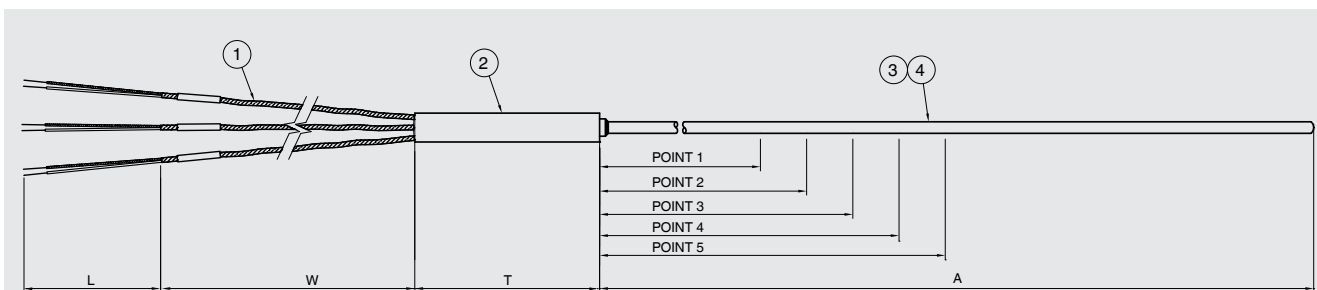 1
2
3 4
POINT 1
POINT 2
POINT 3
POINT 4
POINT 5
L W T A